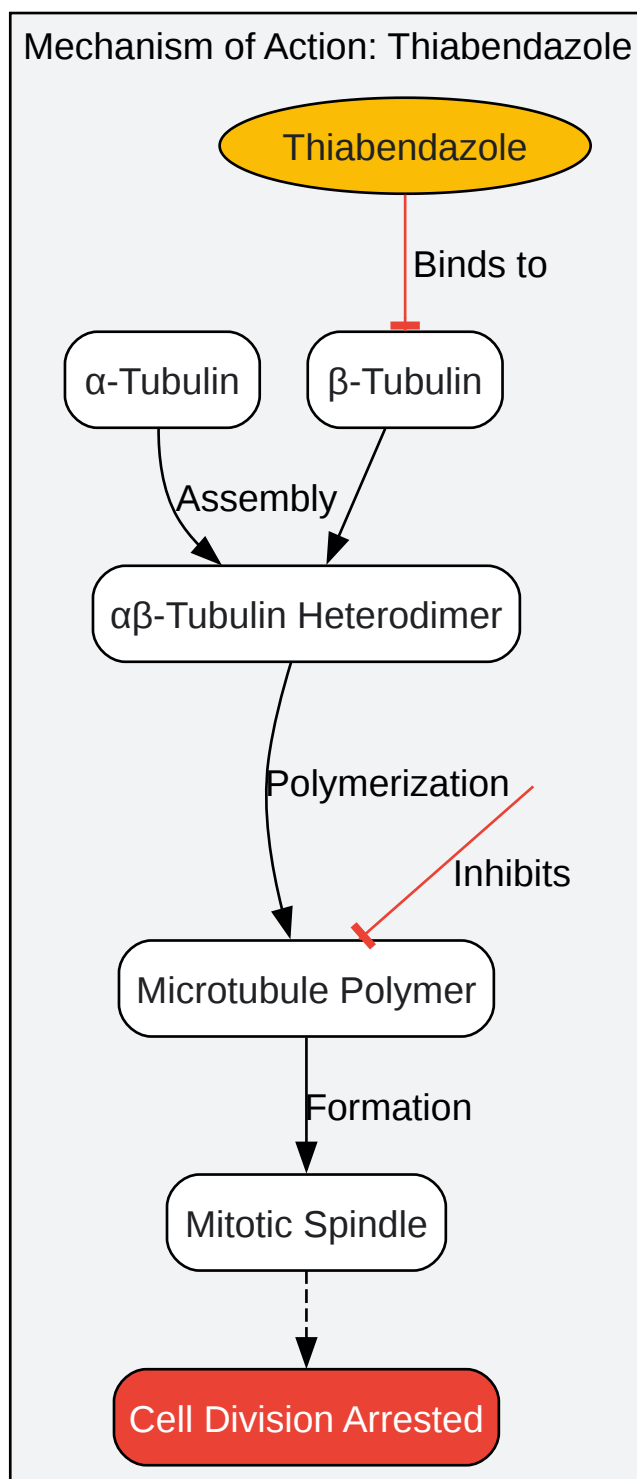 Mechanism of Action: Thiabendazole
Thiabendazole
Binds to
α-Tubulin
β-Tubulin
Assembly
αβ-Tubulin Heterodimer
Polymerization
Inhibits
Microtubule Polymer
Formation
Mitotic Spindle
Cell Division Arrested